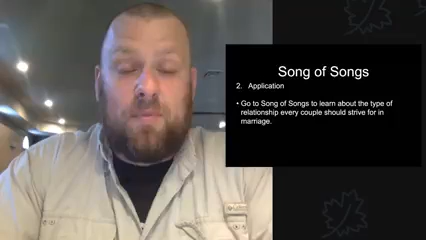 Song of Songs
2. Application
• Go to Song of Songs to learn about the type of
relationship every couple should strive for in
marriage.